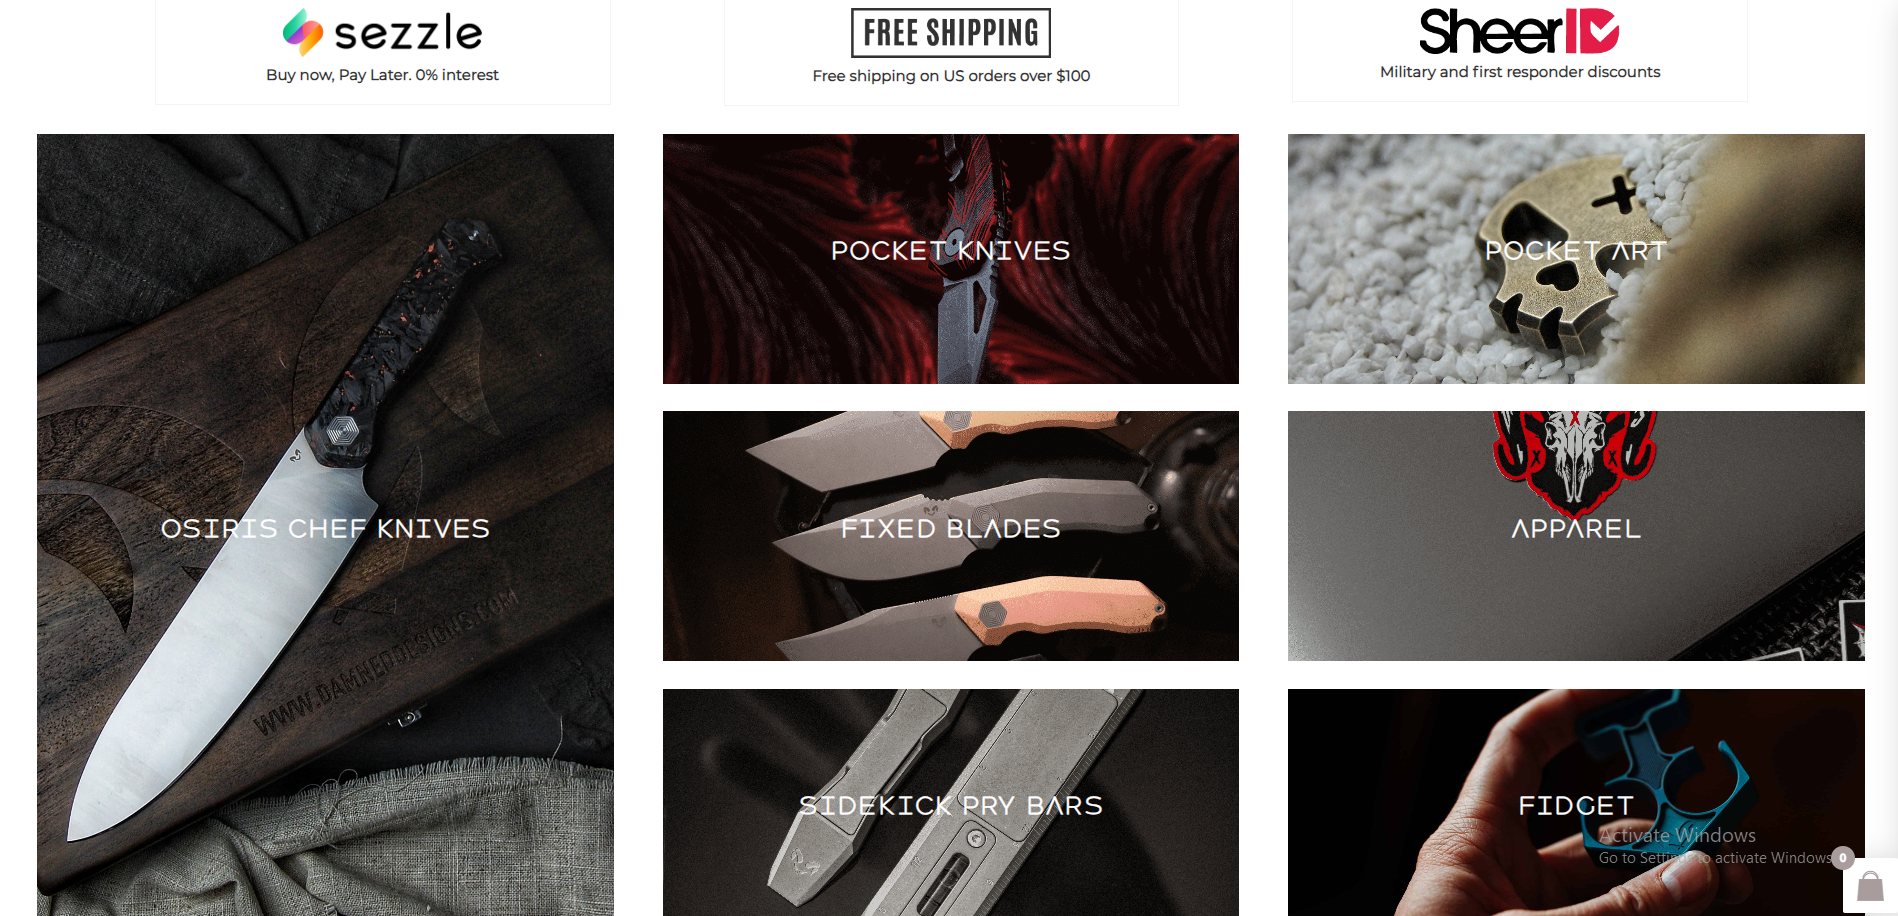 sezzle
Buy now, Pay Later. 0% interest
FREE SHIPPING
Free shipping on US orders over $100
SheerID
Military and first responder discounts
OSIRIS CHEF KNIVES
WWW.DAMNEDDESIGNS.COM
POCKET KNIVES
POCKET ART
FIXED BLADES
APPAREL
SIDEKICK PRY BARS
FIDGET
Activate Windows
Go to Settings to activate Windows.
0